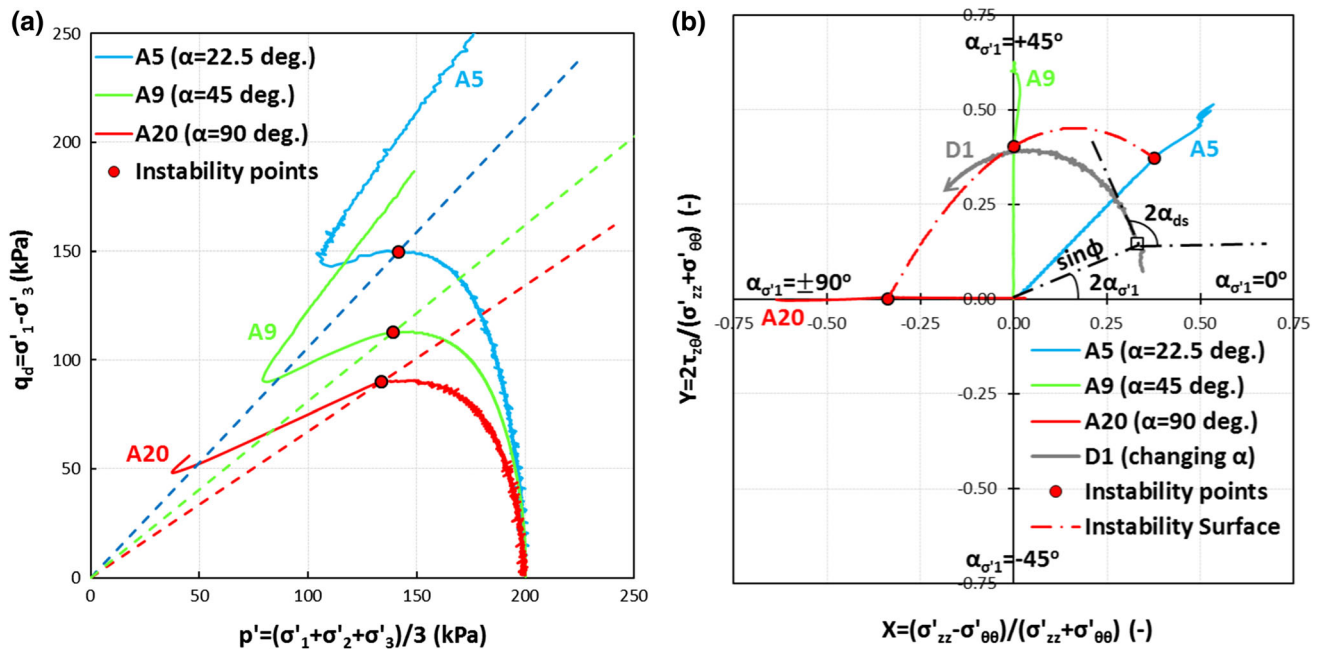 (a)
250
200
150
100
50
0
0 50 100 150 200 250
q_d=σ'₁-σ'₃ (kPa)
p'=(σ'₁+σ'₂+σ'₃)/3 (kPa)
A5 (α=22.5 deg.)
A9 (α=45 deg.)
A20 (α=90 deg.)
Instability points
A5
A9
A20
(b)
0.75
0.50
0.25
0.00
-0.25
-0.50
-0.75
-0.75 -0.50 -0.25 0.00 0.25 0.50 0.75
Y=2τ_zθ/(σ'_zz+σ'_θθ) (-)
X=(σ'_zz-σ'_θθ)/(σ'_zz+σ'_θθ) (-)
α_σ'1=+45°
A9
A5
D1
2α_ds
sinϕ
2α_σ'1
α_σ'1=±90°
α_σ'1=0°
A20
A5 (α=22.5 deg.)
A9 (α=45 deg.)
A20 (α=90 deg.)
D1 (changing α)
Instability points
Instability Surface
α_σ'1=-45°